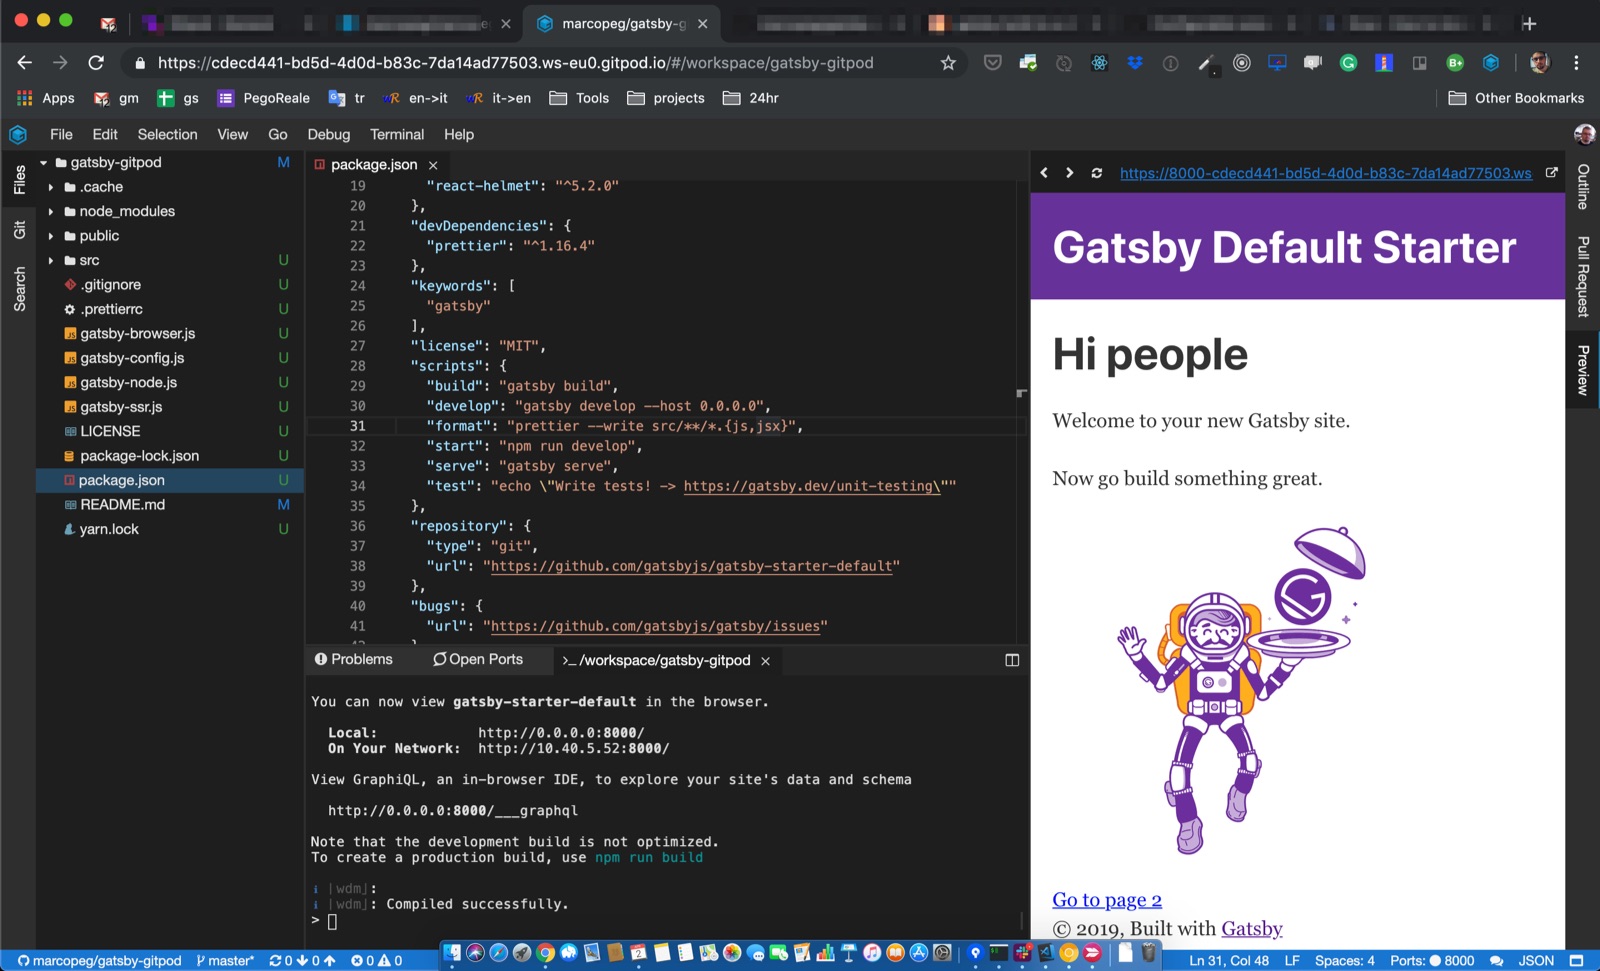 marcopeg/gatsby-g
https://cdecd441-bd5d-4d0d-b83c-7da14ad77503.ws-eu0.gitpod.io/#/workspace/gatsby-gitpod
Apps gm gs PegoReale tr en->it it->en Tools projects 24hr Other Bookmarks
File Edit Selection View Go Debug Terminal Help
Files
Git
Search
gatsby-gitpod M
.cache
node_modules
public
src U
.gitignore U
.prettierrc U
gatsby-browser.js U
gatsby-config.js U
gatsby-node.js U
gatsby-ssr.js U
LICENSE U
package-lock.json U
package.json U
README.md M
yarn.lock U
package.json
19 "react-helmet": "^5.2.0"
20 },
21 "devDependencies": {
22 "prettier": "^1.16.4"
23 },
24 "keywords": [
25 "gatsby"
26 ],
27 "license": "MIT",
28 "scripts": {
29 "build": "gatsby build",
30 "develop": "gatsby develop --host 0.0.0.0",
31 "format": "prettier --write src/**/*.{js,jsx}",
32 "start": "npm run develop",
33 "serve": "gatsby serve",
34 "test": "echo \"Write tests! -> https://gatsby.dev/unit-testing\""
35 },
36 "repository": {
37 "type": "git",
38 "url": "https://github.com/gatsbyjs/gatsby-starter-default"
39 },
40 "bugs": {
41 "url": "https://github.com/gatsbyjs/gatsby/issues"
Problems Open Ports >_ /workspace/gatsby-gitpod
You can now view gatsby-starter-default in the browser.
Local: http://0.0.0.0:8000/
On Your Network: http://10.40.5.52:8000/
View GraphiQL, an in-browser IDE, to explore your site's data and schema
http://0.0.0.0:8000/___graphql
Note that the development build is not optimized.
To create a production build, use npm run build
i ｢wdm｣:
i ｢wdm｣: Compiled successfully.
>
https://8000-cdecd441-bd5d-4d0d-b83c-7da14ad77503.ws
Gatsby Default Starter
Hi people
Welcome to your new Gatsby site.
Now go build something great.
Go to page 2
© 2019, Built with Gatsby
Outline
Pull Request
Preview
marcopeg/gatsby-gitpod master* 0 0 0 0 Ln 31, Col 48 LF Spaces: 4 Ports: 8000 JSON